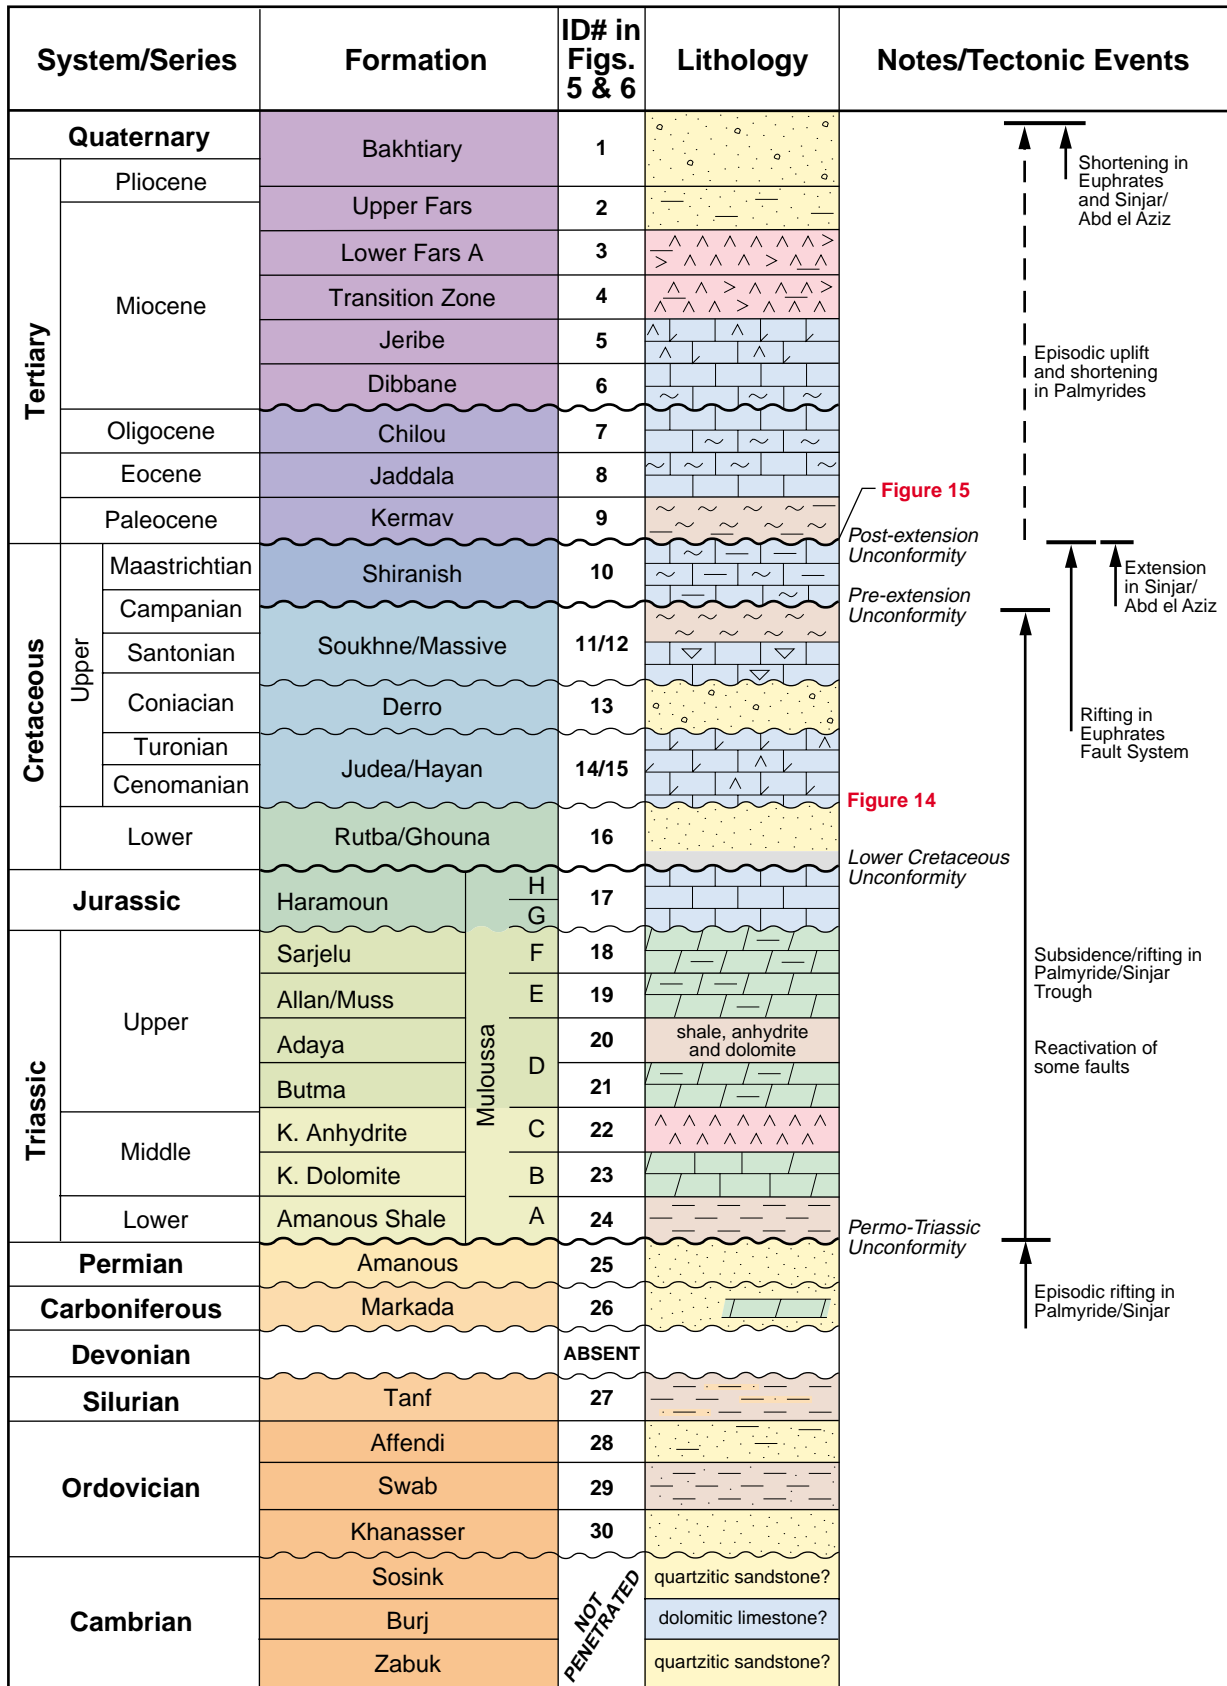 System/Series
Formation
ID# in
Figs.
5 & 6
Lithology
Notes/Tectonic Events
Quaternary
Bakhtiary
1
Tertiary
Pliocene
Upper Fars
2
Miocene
Lower Fars A
3
Transition Zone
4
Jeribe
5
Dibbane
6
Oligocene
Chilou
7
Eocene
Jaddala
8
Paleocene
Kermav
9
Cretaceous
Upper
Maastrichtian
Shiranish
10
Campanian
Soukhne/Massive
11/12
Santonian
Coniacian
Derro
13
Turonian
Judea/Hayan
14/15
Cenomanian
Lower
Rutba/Ghouna
16
Jurassic
Haramoun
H
G
17
Triassic
Muloussa
Upper
Sarjelu
F
18
Allan/Muss
E
19
Adaya
D
20
shale, anhydrite
and dolomite
Butma
21
Middle
K. Anhydrite
C
22
K. Dolomite
B
23
Lower
Amanous Shale
A
24
Permian
Amanous
25
Carboniferous
Markada
26
Devonian
ABSENT
Silurian
Tanf
27
Ordovician
Affendi
28
Swab
29
Khanasser
30
Cambrian
Sosink
NOT
PENETRATED
quartzitic sandstone?
Burj
dolomitic limestone?
Zabuk
quartzitic sandstone?
Shortening in
Euphrates
and Sinjar/
Abd el Aziz
Episodic uplift
and shortening
in Palmyrides
Figure 15
Post-extension
Unconformity
Pre-extension
Unconformity
Extension
in Sinjar/
Abd el Aziz
Rifting in
Euphrates
Fault System
Figure 14
Lower Cretaceous
Unconformity
Subsidence/rifting in
Palmyride/Sinjar
Trough
Reactivation of
some faults
Permo-Triassic
Unconformity
Episodic rifting in
Palmyride/Sinjar